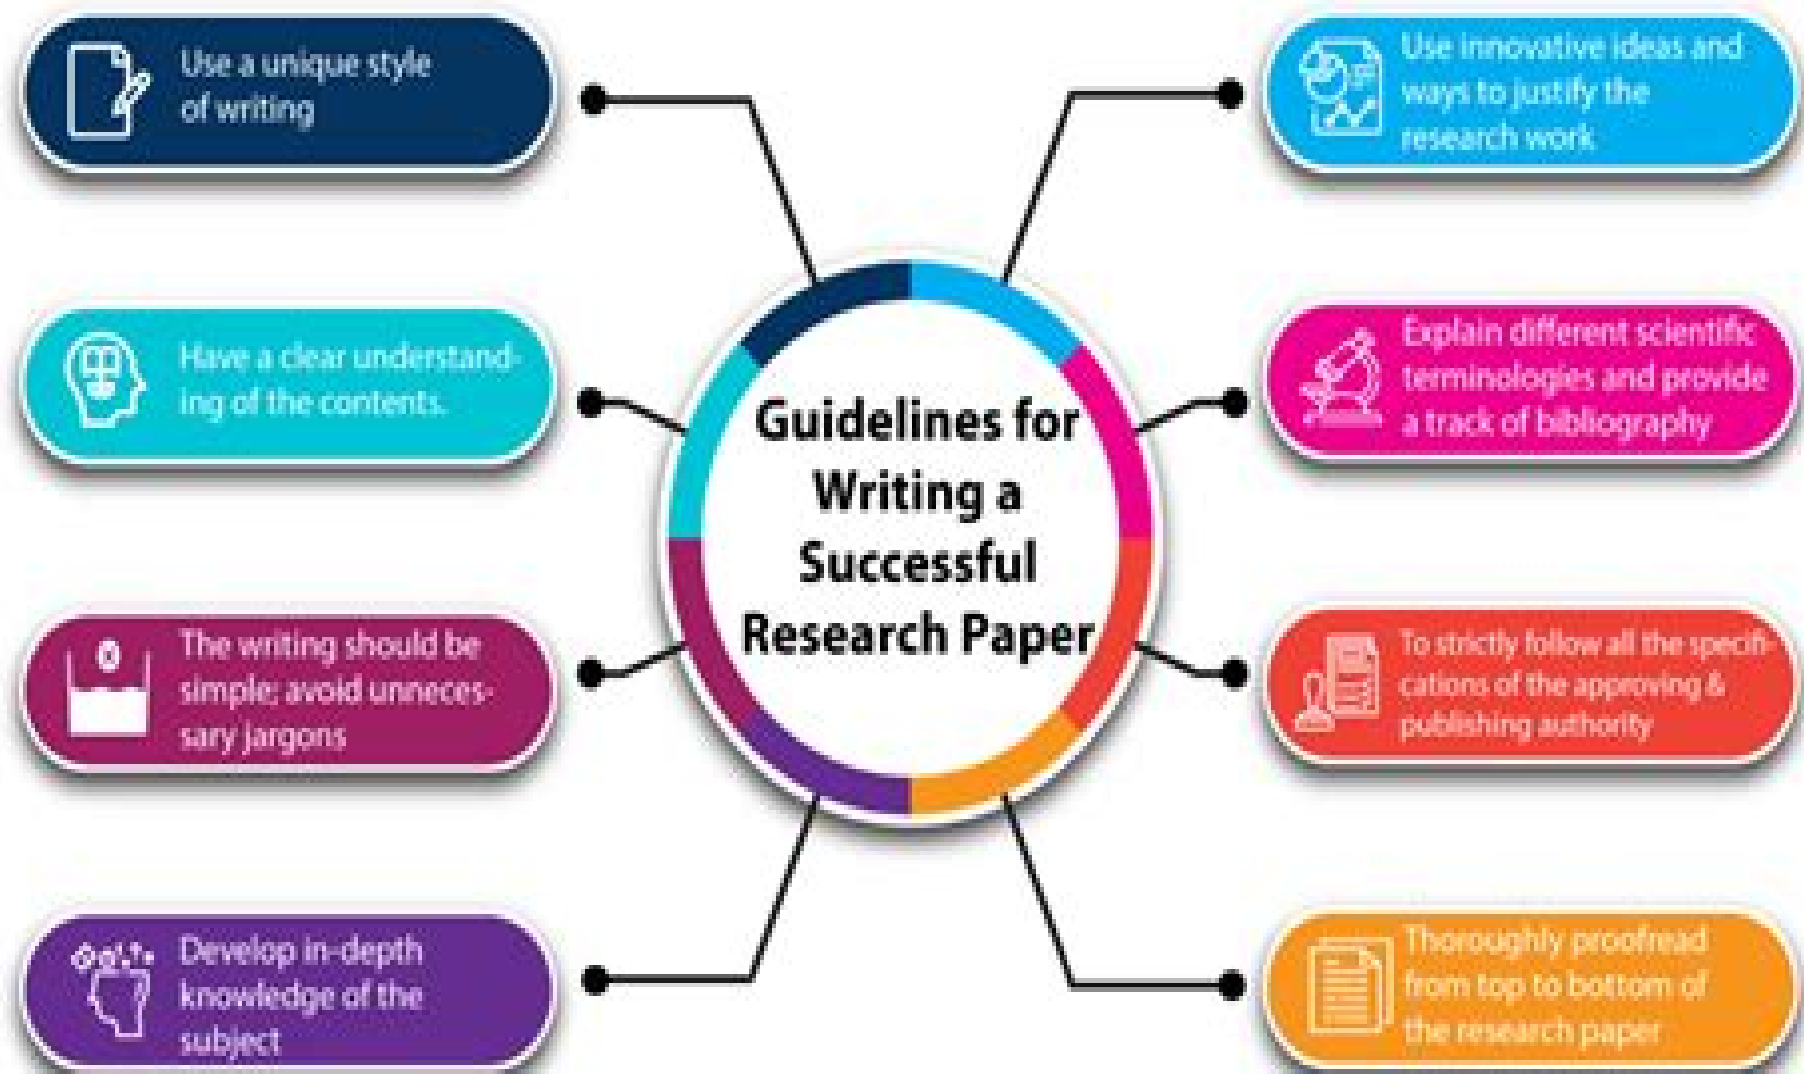 Use a unique style
of writing
Have a clear understand-
ing of the contents.
The writing should be
simple; avoid unneces-
sary jargons
Develop in-depth
knowledge of the
subject
Guidelines for
Writing a
Successful
Research Paper
Use innovative ideas and
ways to justify the
research work
Explain different scientific
terminologies and provide
a track of bibliography
To strictly follow all the specifi-
cations of the approving &
publishing authority
Thoroughly proofread
from top to bottom of
the research paper